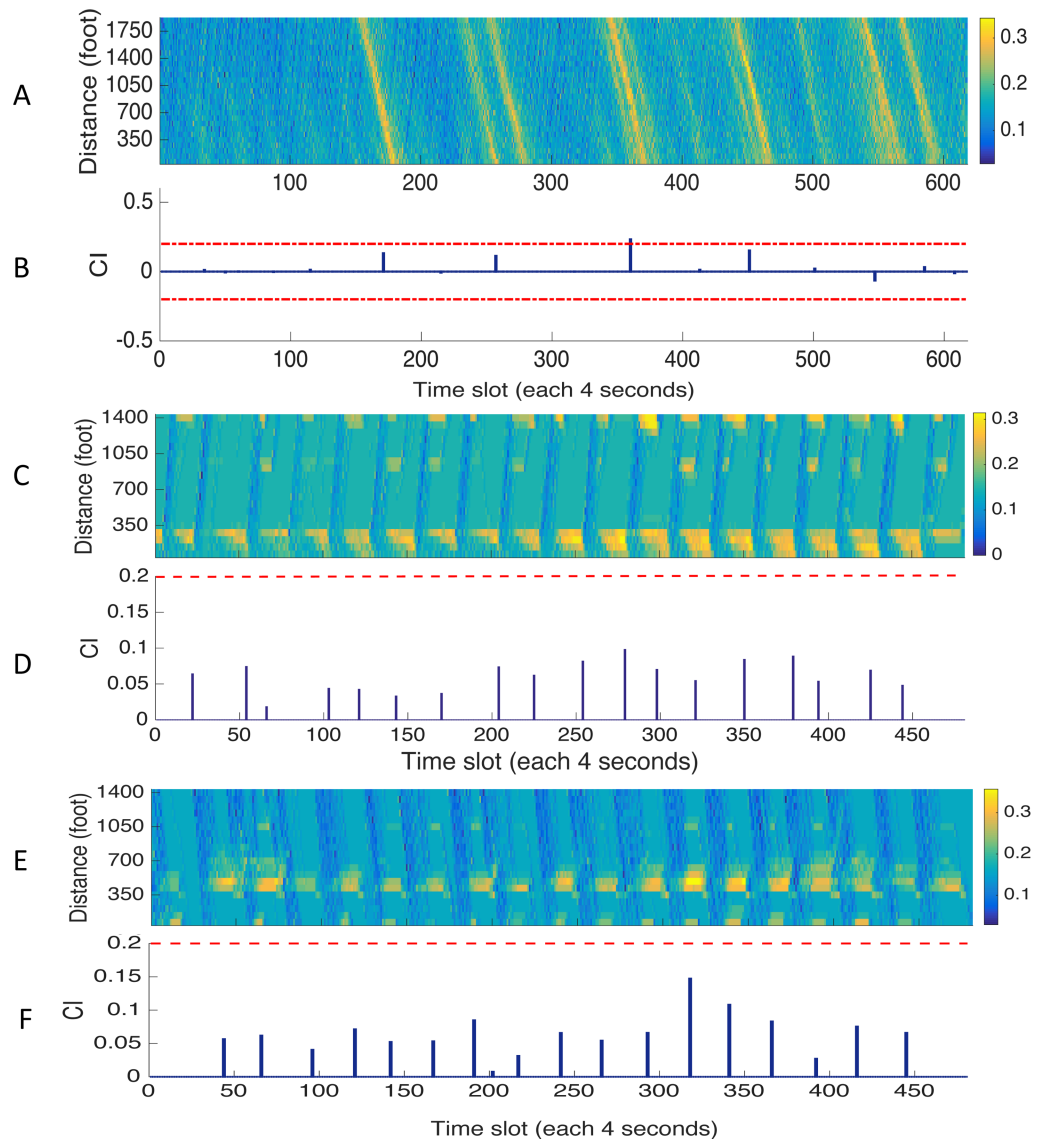 A
Distance (foot)
1750
1400
1050
700
350
100 200 300 400 500 600
0.3
0.2
0.1
B
CI
0.5
0
-0.5
0 100 200 300 400 500 600
Time slot (each 4 seconds)
C
Distance (foot)
1400
1050
700
350
0.3
0.2
0.1
0
D
CI
0.2
0.15
0.1
0.05
0
0 50 100 150 200 250 300 350 400 450
Time slot (each 4 seconds)
E
Distance (foot)
1400
1050
700
350
0.3
0.2
0.1
F
CI
0.2
0.15
0.1
0.05
0
0 50 100 150 200 250 300 350 400 450
Time slot (each 4 seconds)